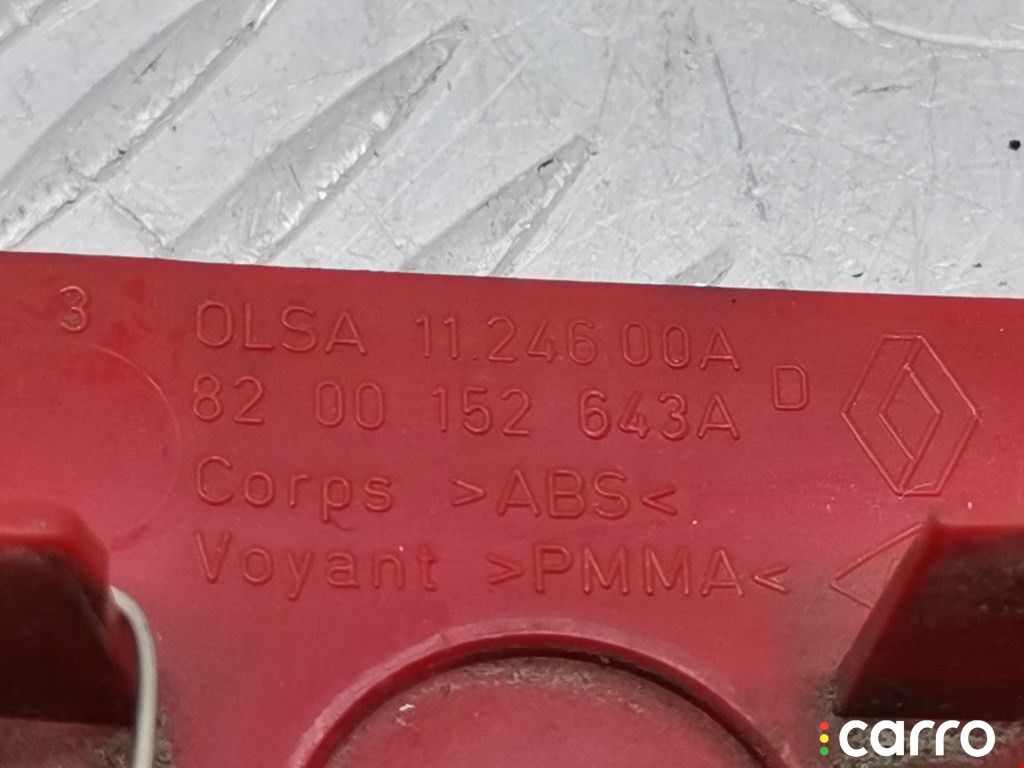 3
OLSA 11.246 00A
82 00 152 643A D
Corps >ABS<
Voyant >PMMA<
carro